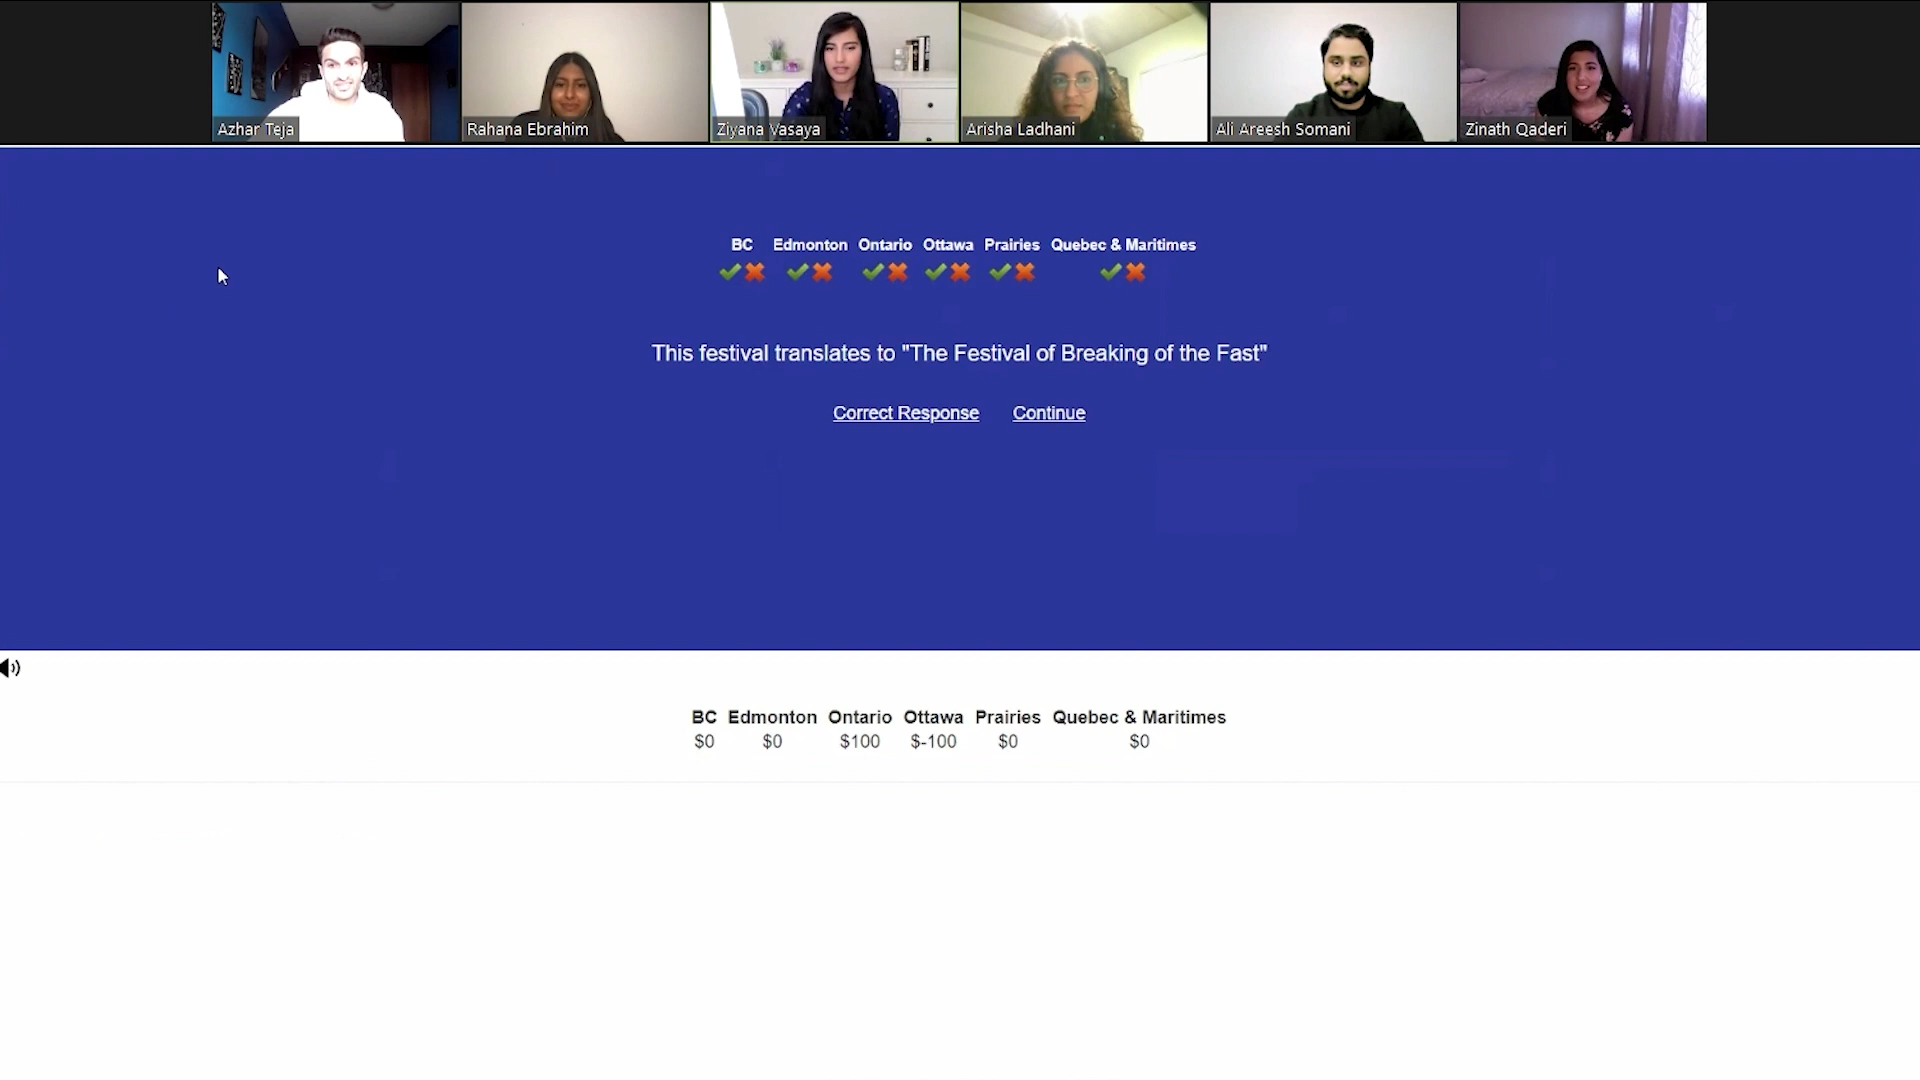 Azhar Teja
Rahana Ebrahim
Ziyana Vasaya
Arisha Ladhani
Ali Areesh Somani
Zinath Qaderi
BC Edmonton Ontario Ottawa Prairies Quebec & Maritimes
This festival translates to "The Festival of Breaking of the Fast"
Correct Response Continue
BC Edmonton Ontario Ottawa Prairies Quebec & Maritimes
$0 $0 $100 $-100 $0 $0